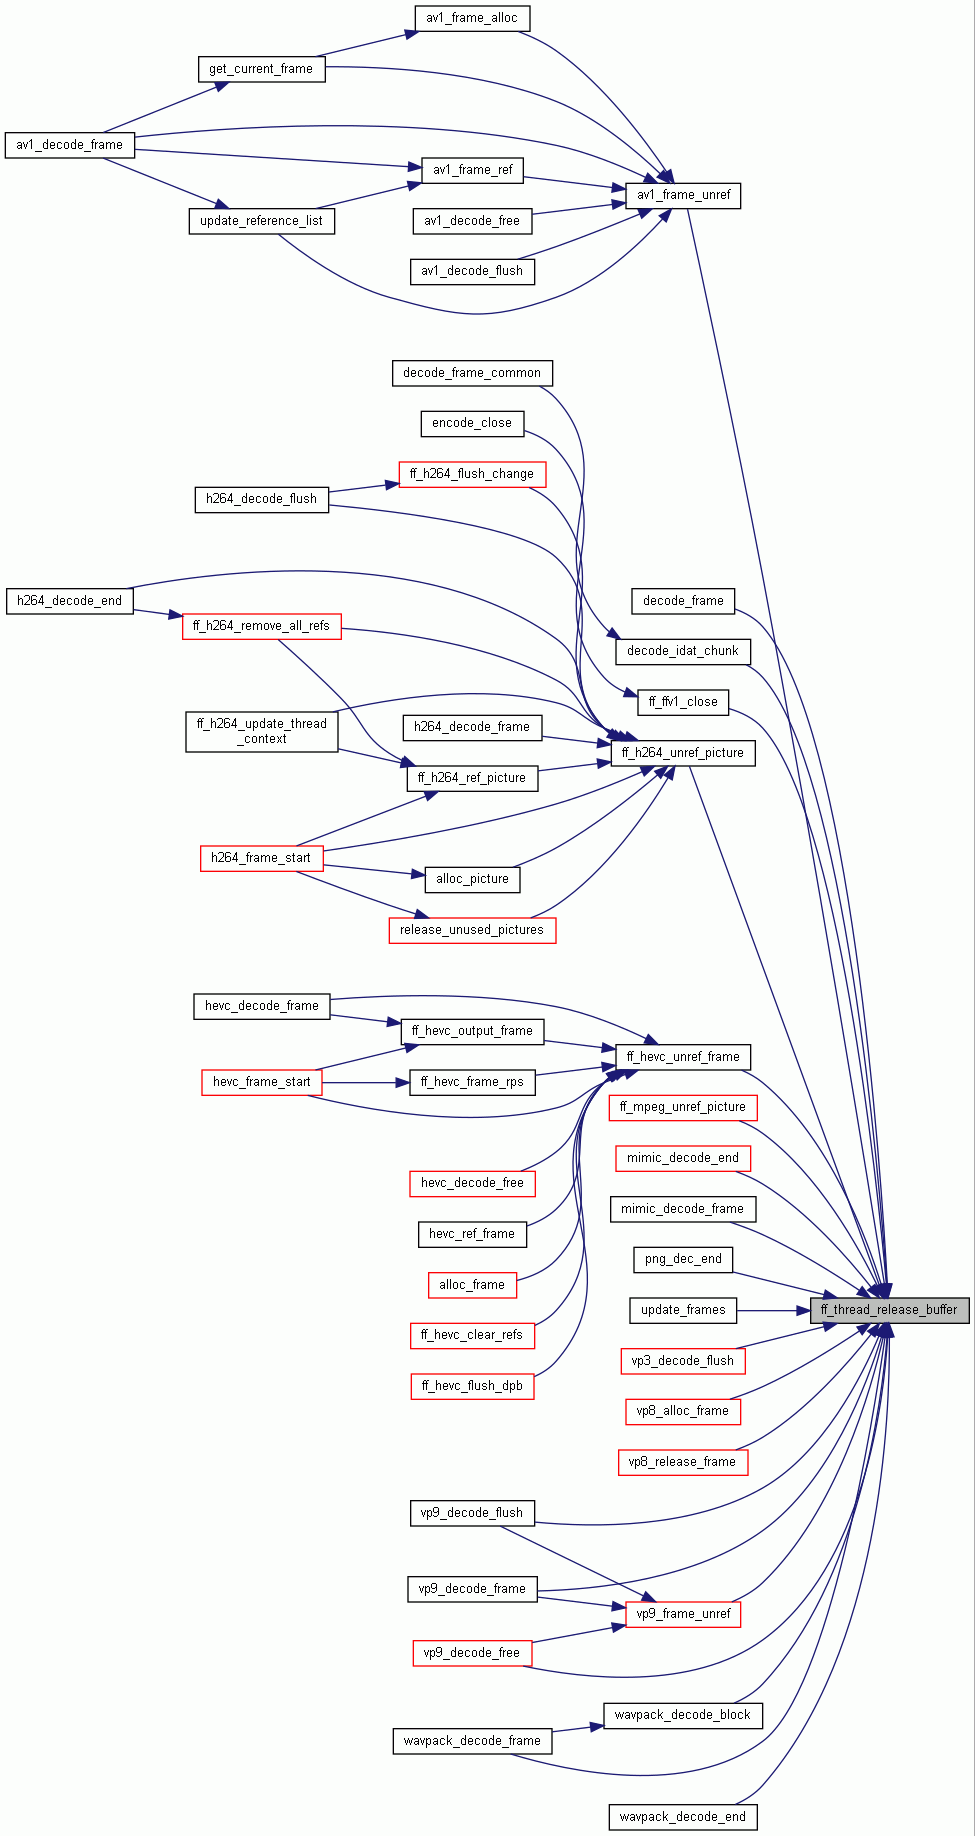 av1_frame_alloc
get_current_frame
av1_decode_frame
av1_frame_ref
av1_frame_unref
update_reference_list
av1_decode_free
av1_decode_flush
decode_frame_common
encode_close
ff_h264_flush_change
h264_decode_flush
h264_decode_end
decode_frame
ff_h264_remove_all_refs
decode_idat_chunk
ff_ffv1_close
ff_h264_update_thread
_context
h264_decode_frame
ff_h264_unref_picture
ff_h264_ref_picture
h264_frame_start
alloc_picture
release_unused_pictures
hevc_decode_frame
ff_hevc_output_frame
ff_hevc_unref_frame
hevc_frame_start
ff_hevc_frame_rps
ff_mpeg_unref_picture
mimic_decode_end
hevc_decode_free
mimic_decode_frame
hevc_ref_frame
png_dec_end
alloc_frame
update_frames
ff_thread_release_buffer
ff_hevc_clear_refs
vp3_decode_flush
ff_hevc_flush_dpb
vp8_alloc_frame
vp8_release_frame
vp9_decode_flush
vp9_decode_frame
vp9_frame_unref
vp9_decode_free
wavpack_decode_block
wavpack_decode_frame
wavpack_decode_end